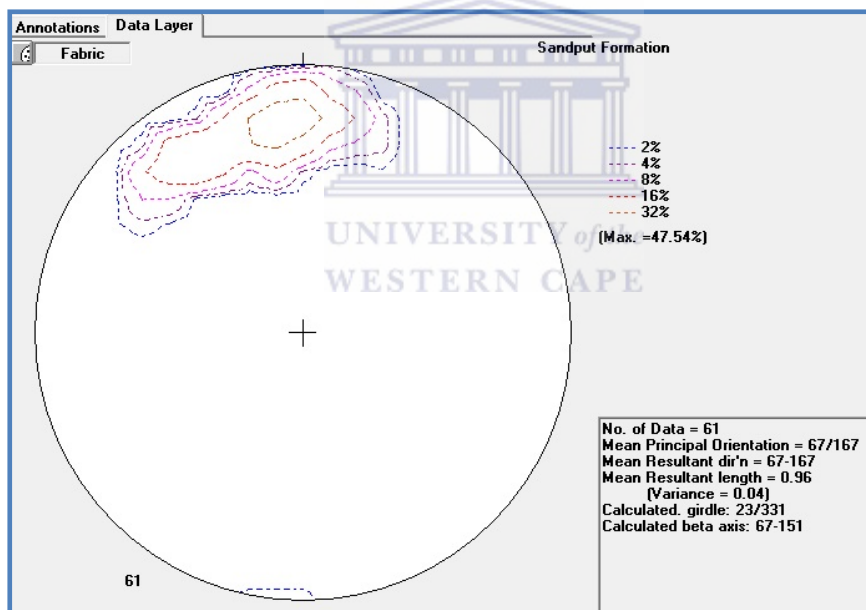 Annotations Data Layer
Fabric
Sandput Formation
2%
4%
8%
16%
32%
(Max. =47.54%)
UNIVERSITY of the
WESTERN CAPE
No. of Data = 61
Mean Principal Orientation = 67/167
Mean Resultant dir'n = 67-167
Mean Resultant length = 0.96
(Variance = 0.04)
Calculated. girdle: 23/331
Calculated beta axis: 67-151
61